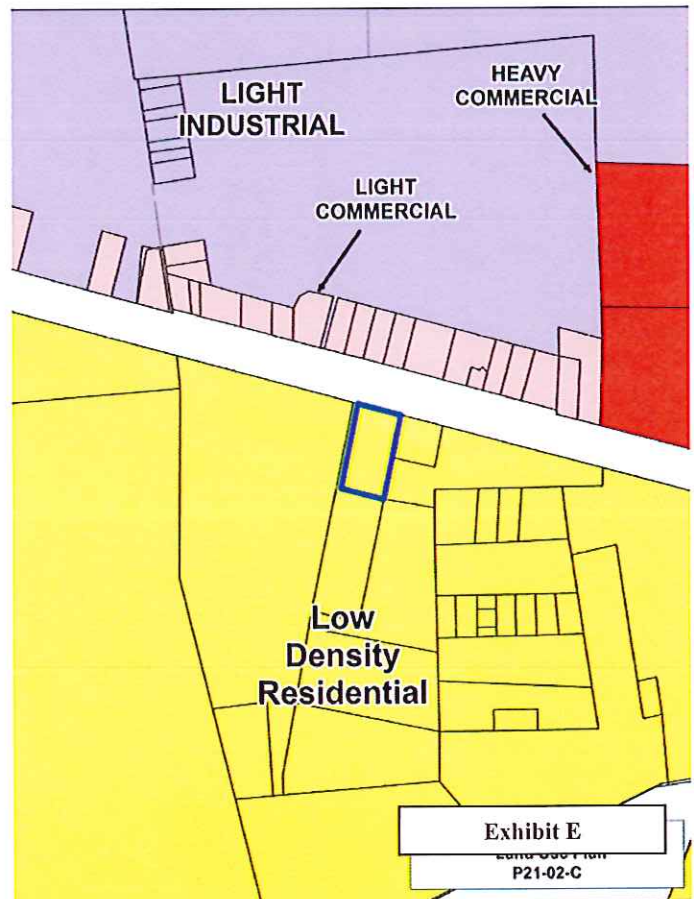 LIGHT
INDUSTRIAL
HEAVY
COMMERCIAL
LIGHT
COMMERCIAL
Low
Density
Residential
Exhibit E
P21-02-C